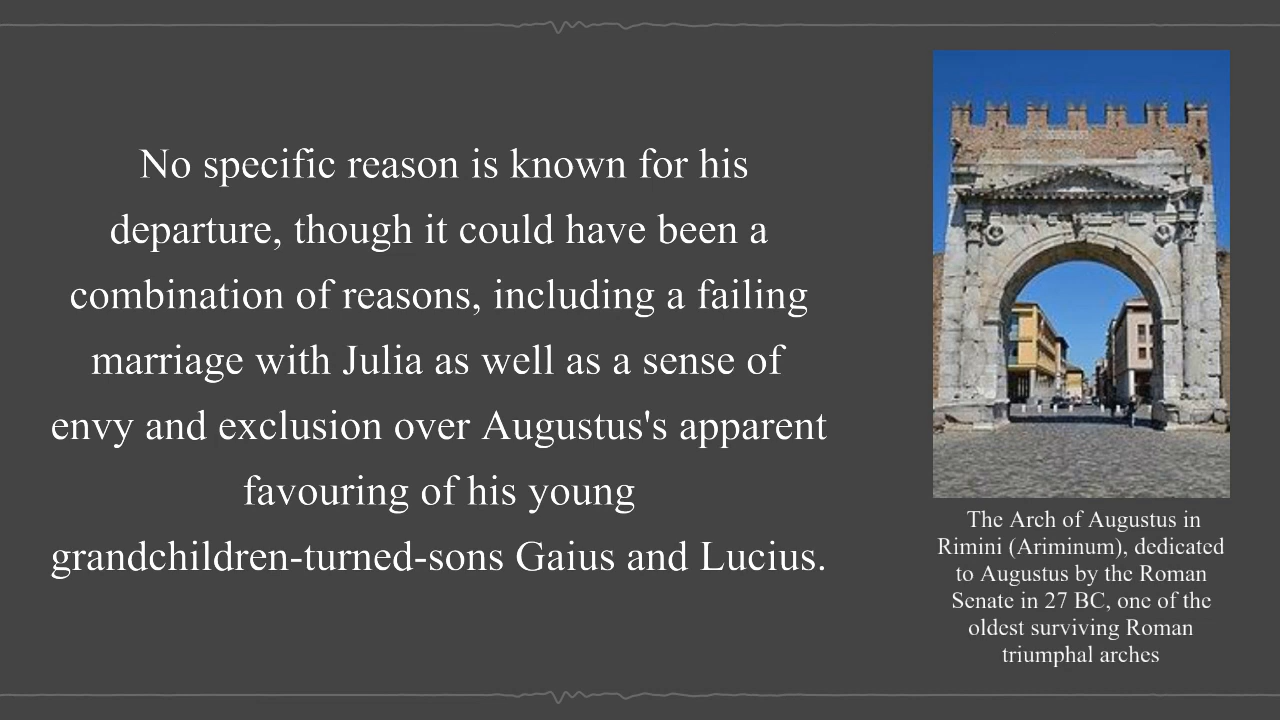 No specific reason is known for his
departure, though it could have been a
combination of reasons, including a failing
marriage with Julia as well as a sense of
envy and exclusion over Augustus's apparent
favouring of his young
grandchildren-turned-sons Gaius and Lucius.
The Arch of Augustus in
Rimini (Ariminum), dedicated
to Augustus by the Roman
Senate in 27 BC, one of the
oldest surviving Roman
triumphal arches